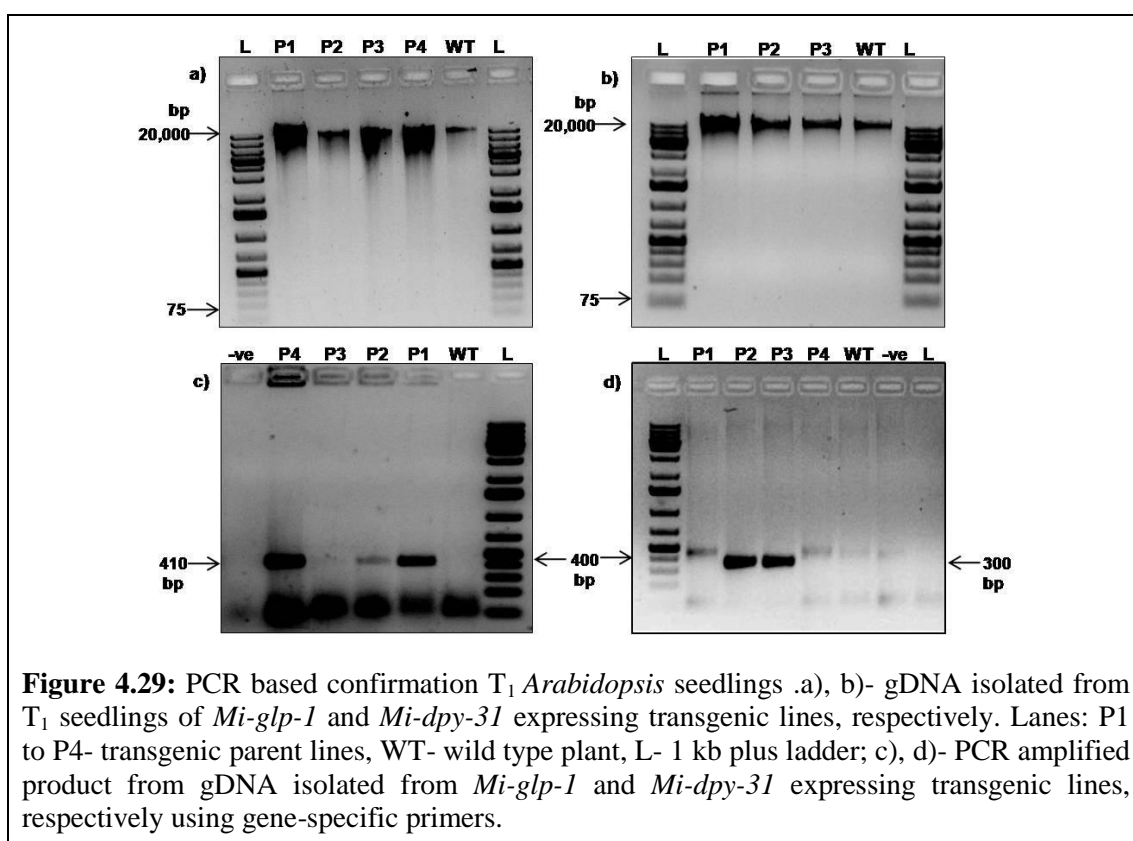 L P1 P2 P3 P4 WT L
a)
bp
20,000
75
L P1 P2 P3 WT L
b)
bp
20,000
75
-ve P4 P3 P2 P1 WT L
c)
410
bp
400
bp
L P1 P2 P3 P4 WT -ve L
d)
300
bp
Figure 4.29: PCR based confirmation T₁ Arabidopsis seedlings .a), b)- gDNA isolated from
T₁ seedlings of Mi-glp-1 and Mi-dpy-31 expressing transgenic lines, respectively. Lanes: P1
to P4- transgenic parent lines, WT- wild type plant, L- 1 kb plus ladder; c), d)- PCR amplified
product from gDNA isolated from Mi-glp-1 and Mi-dpy-31 expressing transgenic lines,
respectively using gene-specific primers.